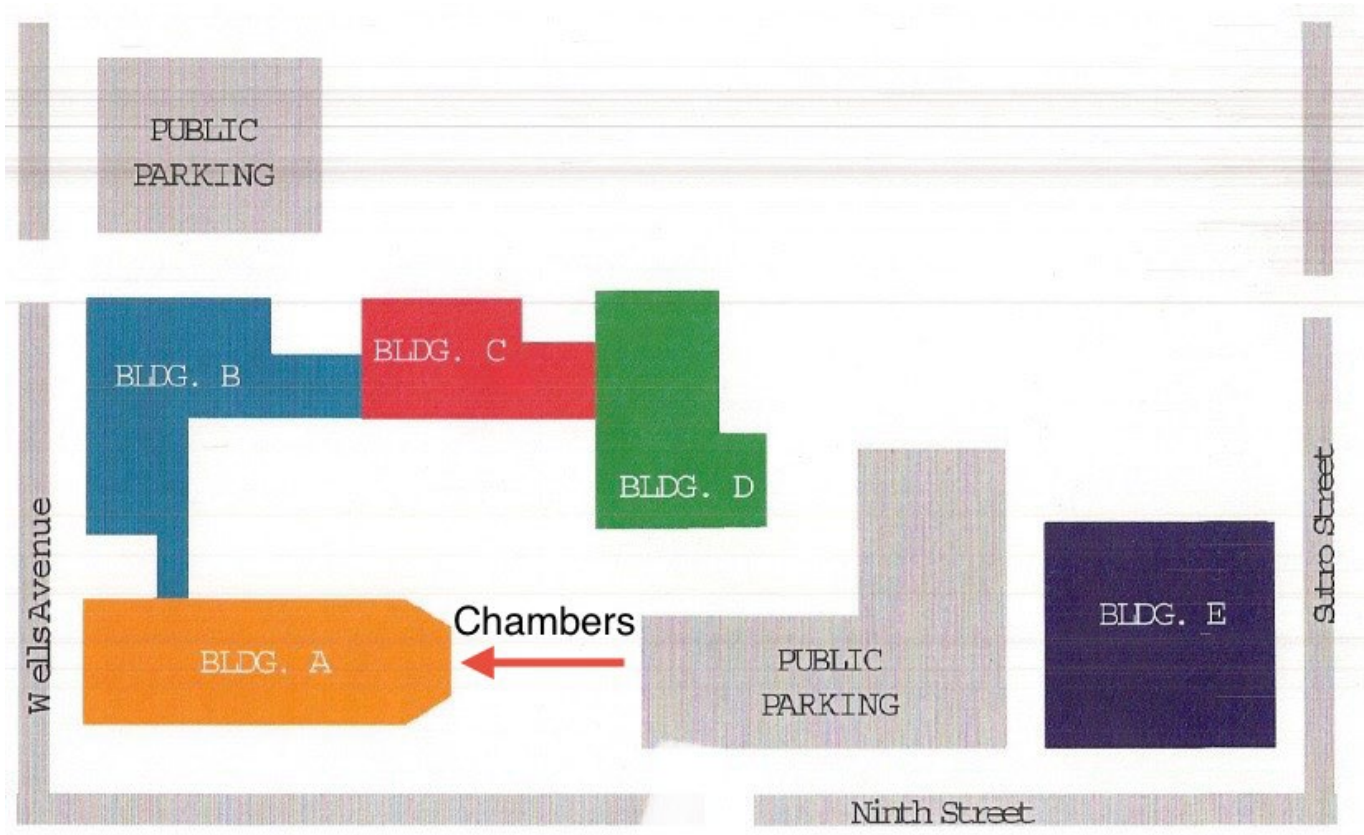 PUBLIC
PARKING
BLDG. B
BLDG. C
BLDG. D
Wells Avenue
Sutro Street
BLDG. A
Chambers
PUBLIC
PARKING
BLDG. E
Ninth Street